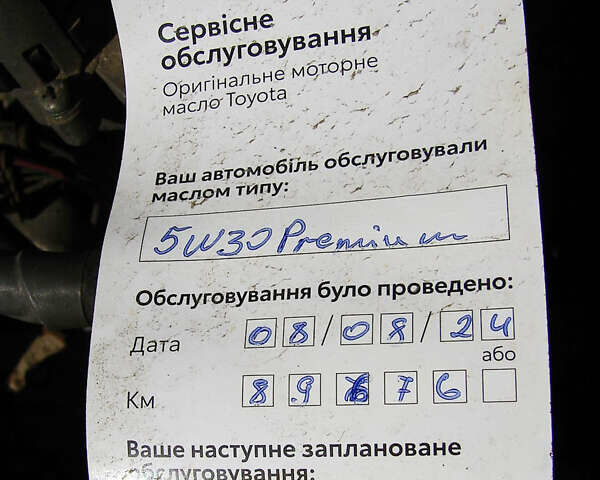 Сервісне
обслуговування
Оригінальне моторне
масло Toyota
Ваш автомобіль обслуговували
маслом типу:
5W30 Premium
Обслуговування було проведено:
Дата 08/08/24
або
Км 89676
Ваше наступне заплановане
обслуговування: